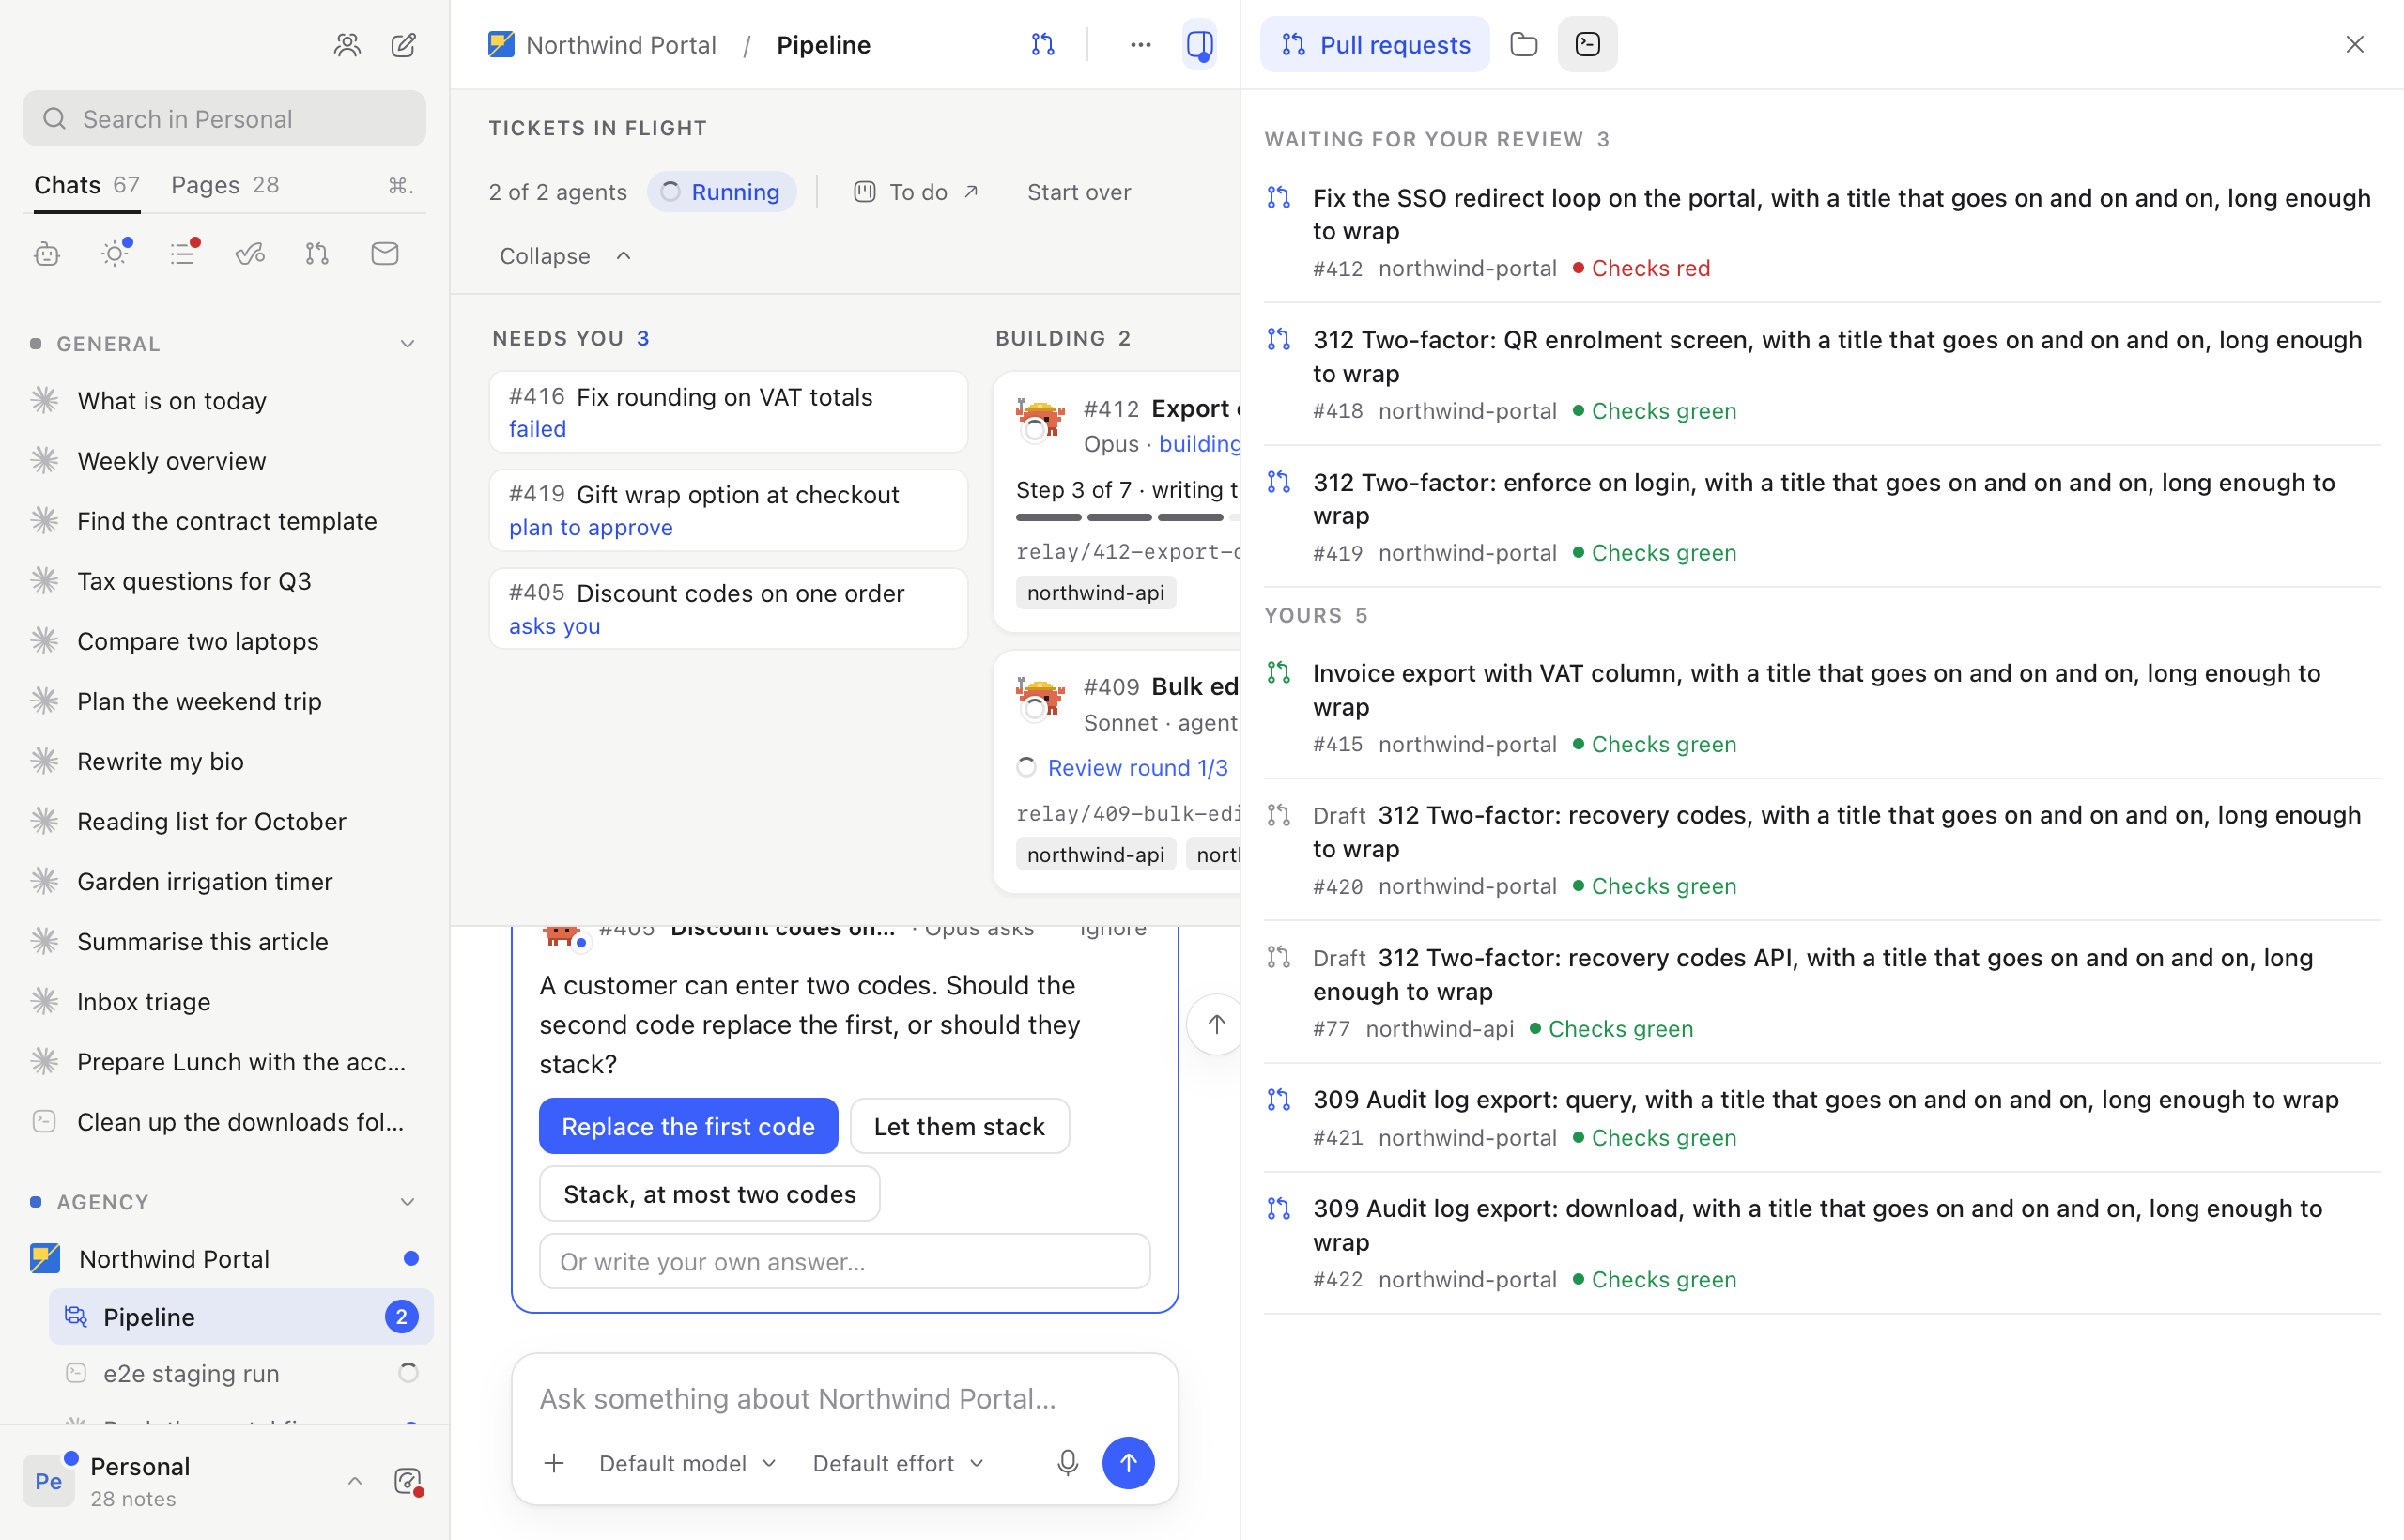 Search in Personal
Chats 67 Pages 28 ⌘.
GENERAL
What is on today
Weekly overview
Find the contract template
Tax questions for Q3
Compare two laptops
Plan the weekend trip
Rewrite my bio
Reading list for October
Garden irrigation timer
Summarise this article
Inbox triage
Prepare Lunch with the acc...
Clean up the downloads fol...
AGENCY
Northwind Portal
Pipeline 2
e2e staging run
Pe Personal
28 notes
Northwind Portal / Pipeline
TICKETS IN FLIGHT
2 of 2 agents Running To do Start over
Collapse
NEEDS YOU 3
#416 Fix rounding on VAT totals
failed
#419 Gift wrap option at checkout
plan to approve
#405 Discount codes on one order
asks you
BUILDING 2
#412 Export
Opus · building
Step 3 of 7 · writing t
relay/412-export-
northwind-api
#409 Bulk ed
Sonnet · agent
Review round 1/3
relay/409-bulk-edi
northwind-api nort
#405 Discount codes on... · Opus asks Ignore
A customer can enter two codes. Should the
second code replace the first, or should they
stack?
Replace the first code Let them stack
Stack, at most two codes
Or write your own answer...
Ask something about Northwind Portal...
Default model Default effort
Pull requests
WAITING FOR YOUR REVIEW 3
Fix the SSO redirect loop on the portal, with a title that goes on and on and on, long enough
to wrap
#412 northwind-portal Checks red
312 Two-factor: QR enrolment screen, with a title that goes on and on and on, long enough
to wrap
#418 northwind-portal Checks green
312 Two-factor: enforce on login, with a title that goes on and on and on, long enough to
wrap
#419 northwind-portal Checks green
YOURS 5
Invoice export with VAT column, with a title that goes on and on and on, long enough to
wrap
#415 northwind-portal Checks green
Draft 312 Two-factor: recovery codes, with a title that goes on and on and on, long enough
to wrap
#420 northwind-portal Checks green
Draft 312 Two-factor: recovery codes API, with a title that goes on and on and on, long
enough to wrap
#77 northwind-api Checks green
309 Audit log export: query, with a title that goes on and on and on, long enough to wrap
#421 northwind-portal Checks green
309 Audit log export: download, with a title that goes on and on and on, long enough to
wrap
#422 northwind-portal Checks green